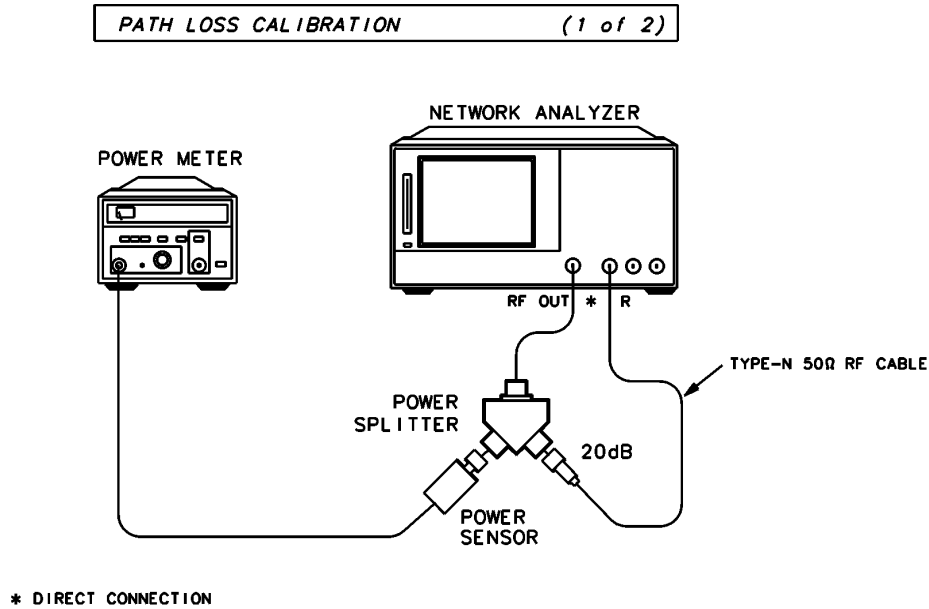 PATH LOSS CALIBRATION (1 of 2)
NETWORK ANALYZER
POWER METER
RF OUT * R
TYPE-N 50Ω RF CABLE
POWER
SPLITTER
20dB
POWER
SENSOR
* DIRECT CONNECTION